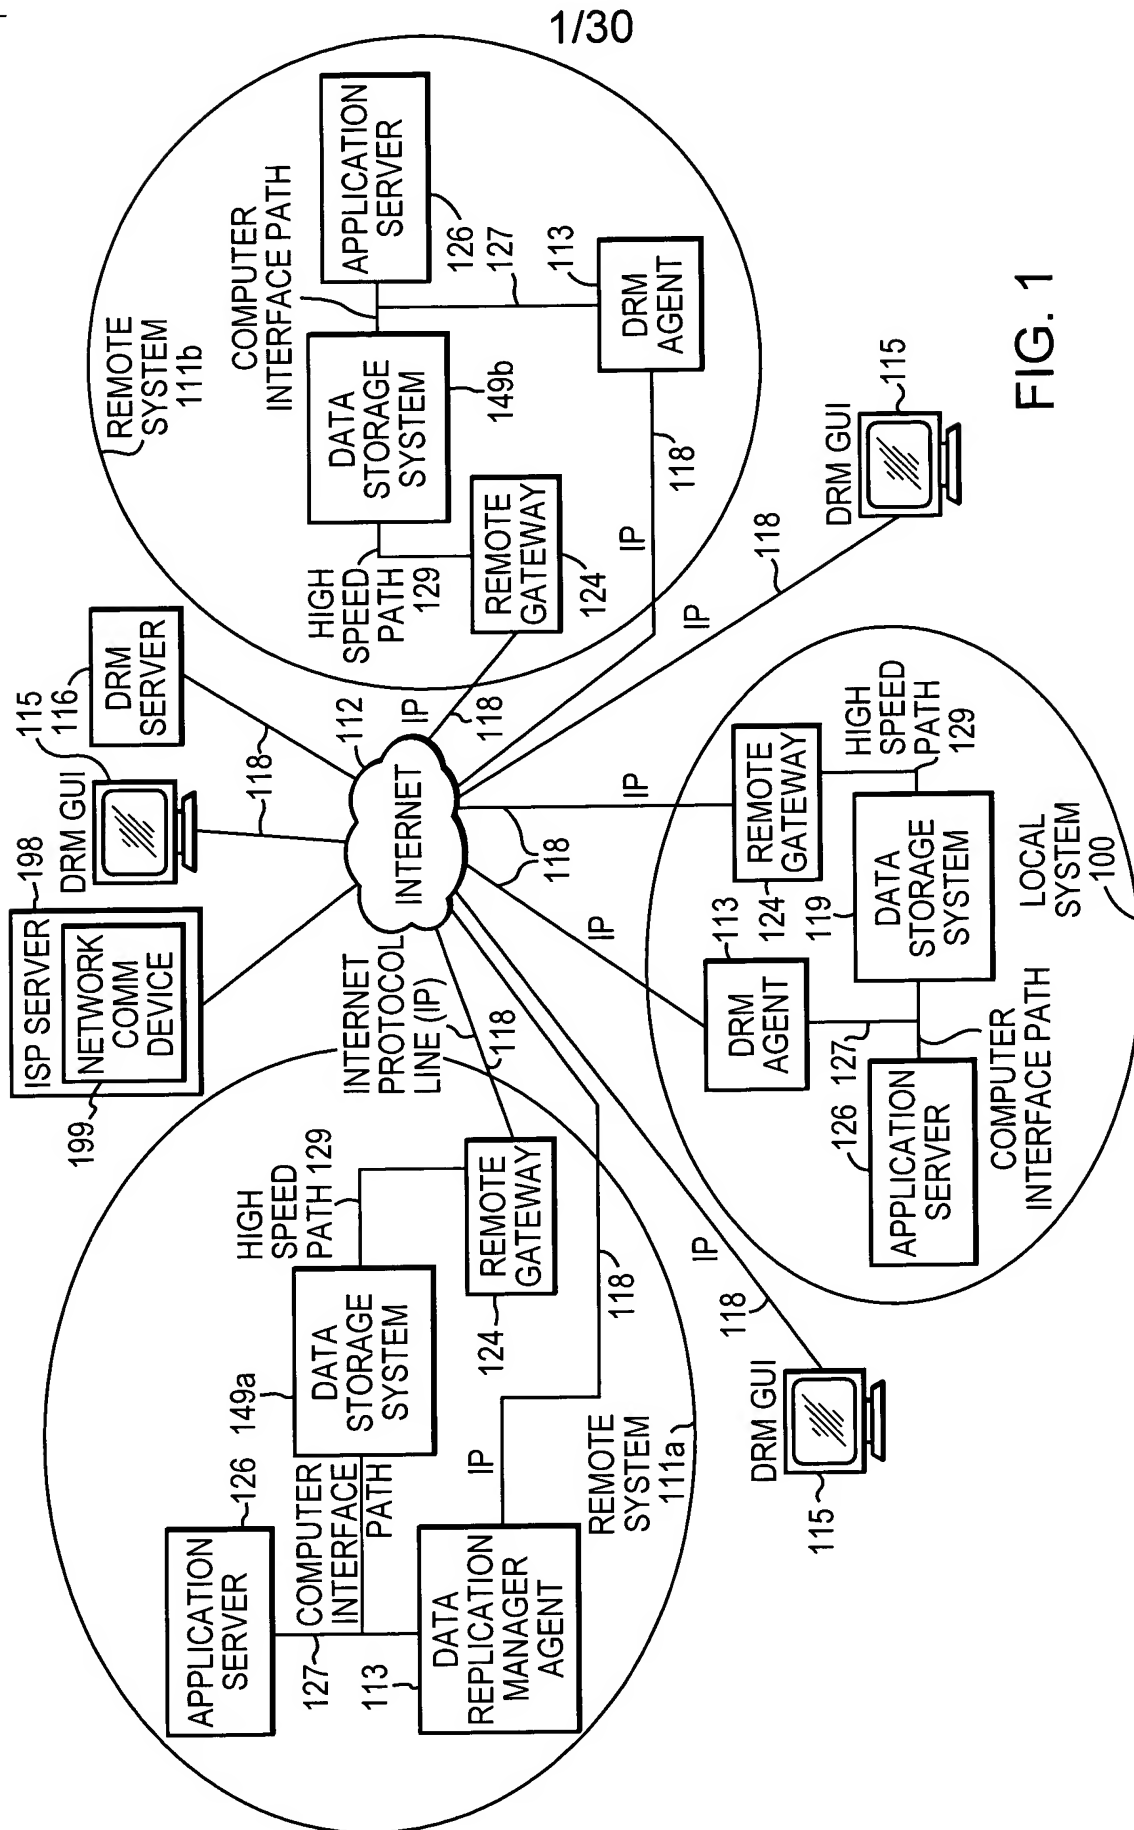 1/30
ISP SERVER
198
NETWORK
COMM
DEVICE
199
DRM GUI
115
118
DRM
SERVER
116
118
INTERNET
112
INTERNET
PROTOCOL
LINE (IP)
118
REMOTE
SYSTEM
111b
COMPUTER
INTERFACE PATH
APPLICATION
SERVER
126
127
DATA
STORAGE
SYSTEM
149b
113
DRM
AGENT
HIGH
SPEED
PATH
129
REMOTE
GATEWAY
124
IP
118
IP
118
IP
118
DRM GUI
115
APPLICATION
SERVER
126
127
COMPUTER
INTERFACE
PATH
149a
DATA
STORAGE
SYSTEM
HIGH
SPEED
PATH 129
REMOTE
GATEWAY
124
113
DATA
REPLICATION
MANAGER
AGENT
IP
118
REMOTE
SYSTEM
111a
IP
118
DRM GUI
115
IP
118
IP
113
DRM
AGENT
REMOTE
GATEWAY
124
HIGH
SPEED
PATH
129
119
DATA
STORAGE
SYSTEM
126
127
APPLICATION
SERVER
COMPUTER
INTERFACE PATH
LOCAL
SYSTEM
100
FIG. 1